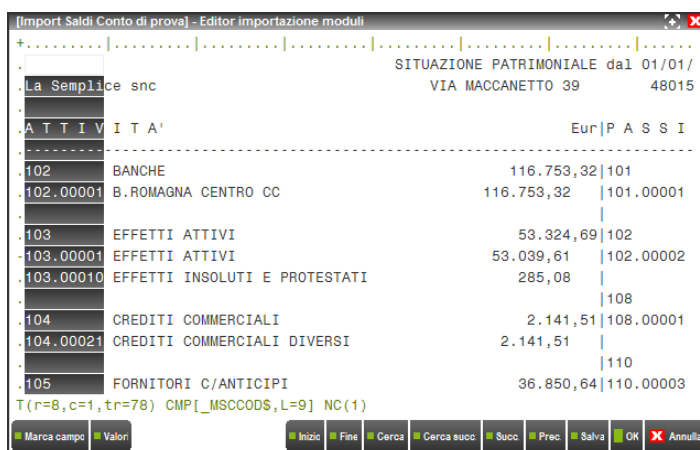 [Import Saldi Conto di prova] - Editor importazione moduli
+.........|.........|.........|.........|.........|.........|.........|......
SITUAZIONE PATRIMONIALE dal 01/01/
La Semplice snc VIA MACCANETTO 39 48015
A T T I V I T A' Eur|P A S S I
-----------------------------------------------------------------------------
102 BANCHE 116.753,32|101
102.00001 B.ROMAGNA CENTRO CC 116.753,32 |101.00001
|
103 EFFETTI ATTIVI 53.324,69|102
103.00001 EFFETTI ATTIVI 53.039,61 |102.00002
103.00010 EFFETTI INSOLUTI E PROTESTATI 285,08 |
|108
104 CREDITI COMMERCIALI 2.141,51|108.00001
104.00021 CREDITI COMMERCIALI DIVERSI 2.141,51 |
|110
105 FORNITORI C/ANTICIPI 36.850,64|110.00003
T(r=8,c=1,tr=78) CMP[_MSCCOD$,L=9] NC(1)
Marca campo Valori Inizio Fine Cerca Cerca succ. Succ. Prec. Salva OK Annulla